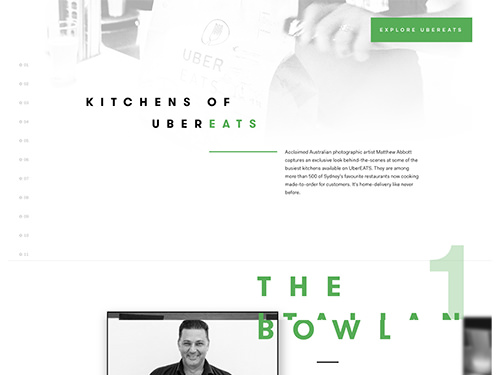 UBER
EATS
EXPLORE UBEREATS
KITCHENS OF
UBEREATS
Acclaimed Australian photographic artist Matthew Abbott
captures an exclusive look behind-the-scenes at some of the
busiest kitchens available on UberEATS. They are among
more than 500 of Sydney's favourite restaurants now cooking
made-to-order for customers. It's home-delivery like never
before.
1
THE
ITALIAN
BOWL